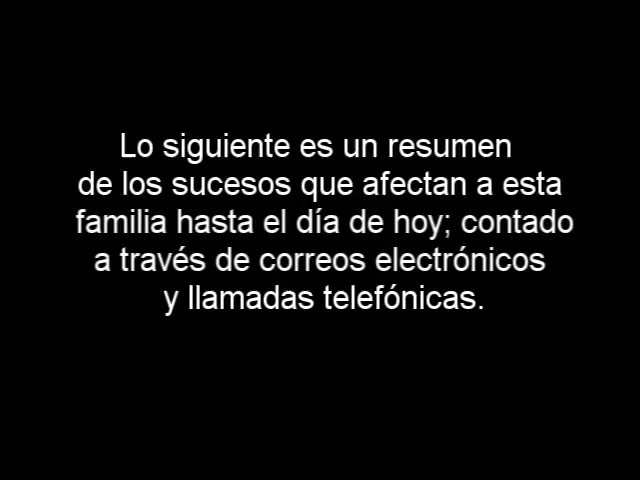 Lo siguiente es un resumen
de los sucesos que afectan a esta
familia hasta el día de hoy; contado
a través de correos electrónicos
y llamadas telefónicas.